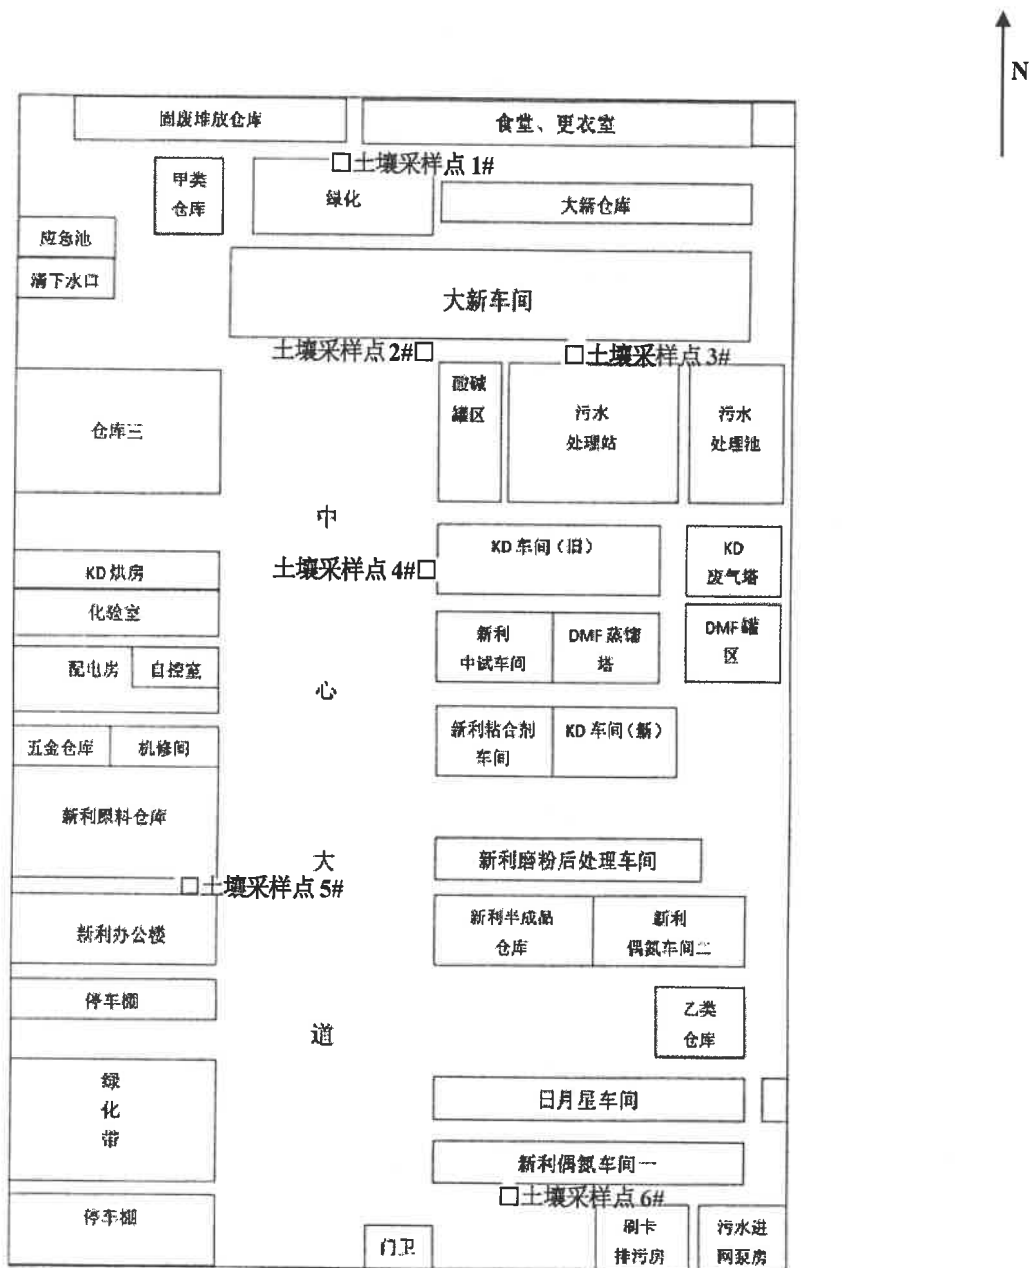 N
固废堆放仓库
食堂、更衣室
土壤采样点 1#
甲类
仓库
绿化
大新仓库
应急池
清下水口
大新车间
土壤采样点 2#
土壤采样点 3#
酸碱
罐区
污水
处理站
污水
处理池
仓库三
中
KD 车间（旧）
KD
废气塔
土壤采样点 4#
KD 烘房
化验室
新利
中试车间
DMF 蒸馏
塔
DMF 罐
区
配电房
自控室
心
新利粘合剂
车间
KD 车间（新）
五金仓库
机修间
新利原料仓库
大
新利磨粉后处理车间
土壤采样点 5#
新利办公楼
新利半成品
仓库
新利
偶氮车间二
停车棚
乙类
仓库
道
绿
化
带
日月星车间
新利偶氮车间一
土壤采样点 6#
停车棚
门卫
刷卡
排污房
污水进
网泵房